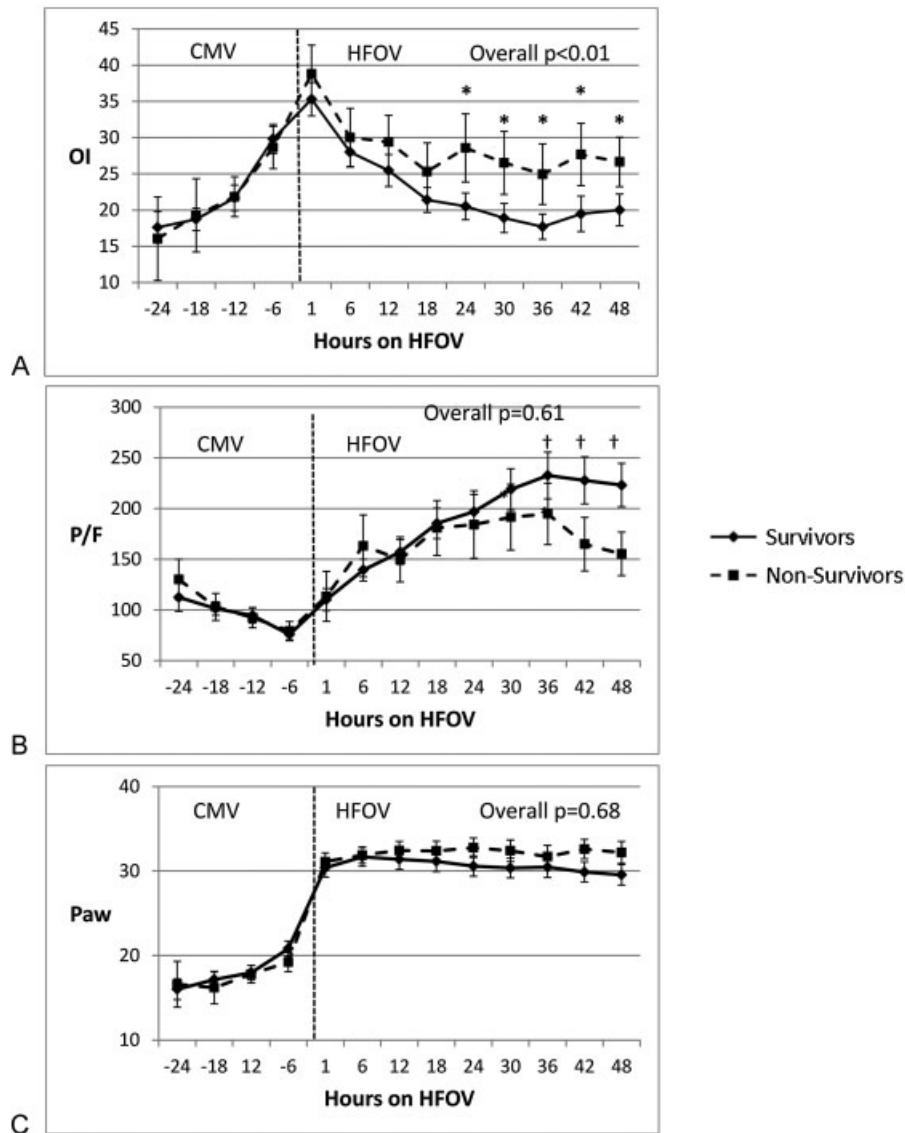 45
40
CMV HFOV Overall p<0.01
35
* *
30
* * *
OI 25
20
15
10
-24 -18 -12 -6 1 6 12 18 24 30 36 42 48
Hours on HFOV
A
300
Overall p=0.61
250
CMV HFOV † † †
200
P/F
150
100
50
-24 -18 -12 -6 1 6 12 18 24 30 36 42 48
Hours on HFOV
B
Survivors
Non-Survivors
40
CMV HFOV Overall p=0.68
30
Paw
20
10
-24 -18 12 -6 1 6 12 18 24 30 36 42 48
Hours on HFOV
C